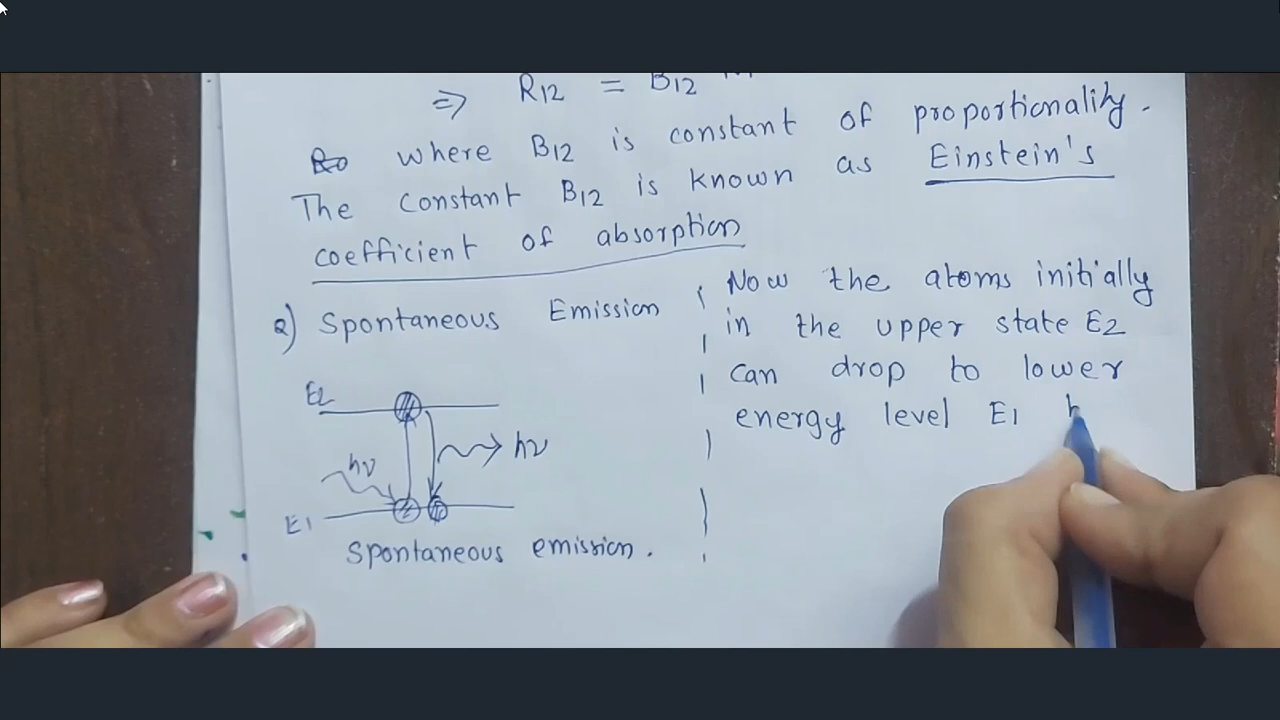 ⇒ R12 = B12
where B12 is constant of proportionality.
The constant B12 is known as Einstein's
coefficient of absorption
2) Spontaneous Emission
E2
hν
hν
E1
Spontaneous emission.
Now the atoms initially
in the upper state E2
can drop to lower
energy level E1